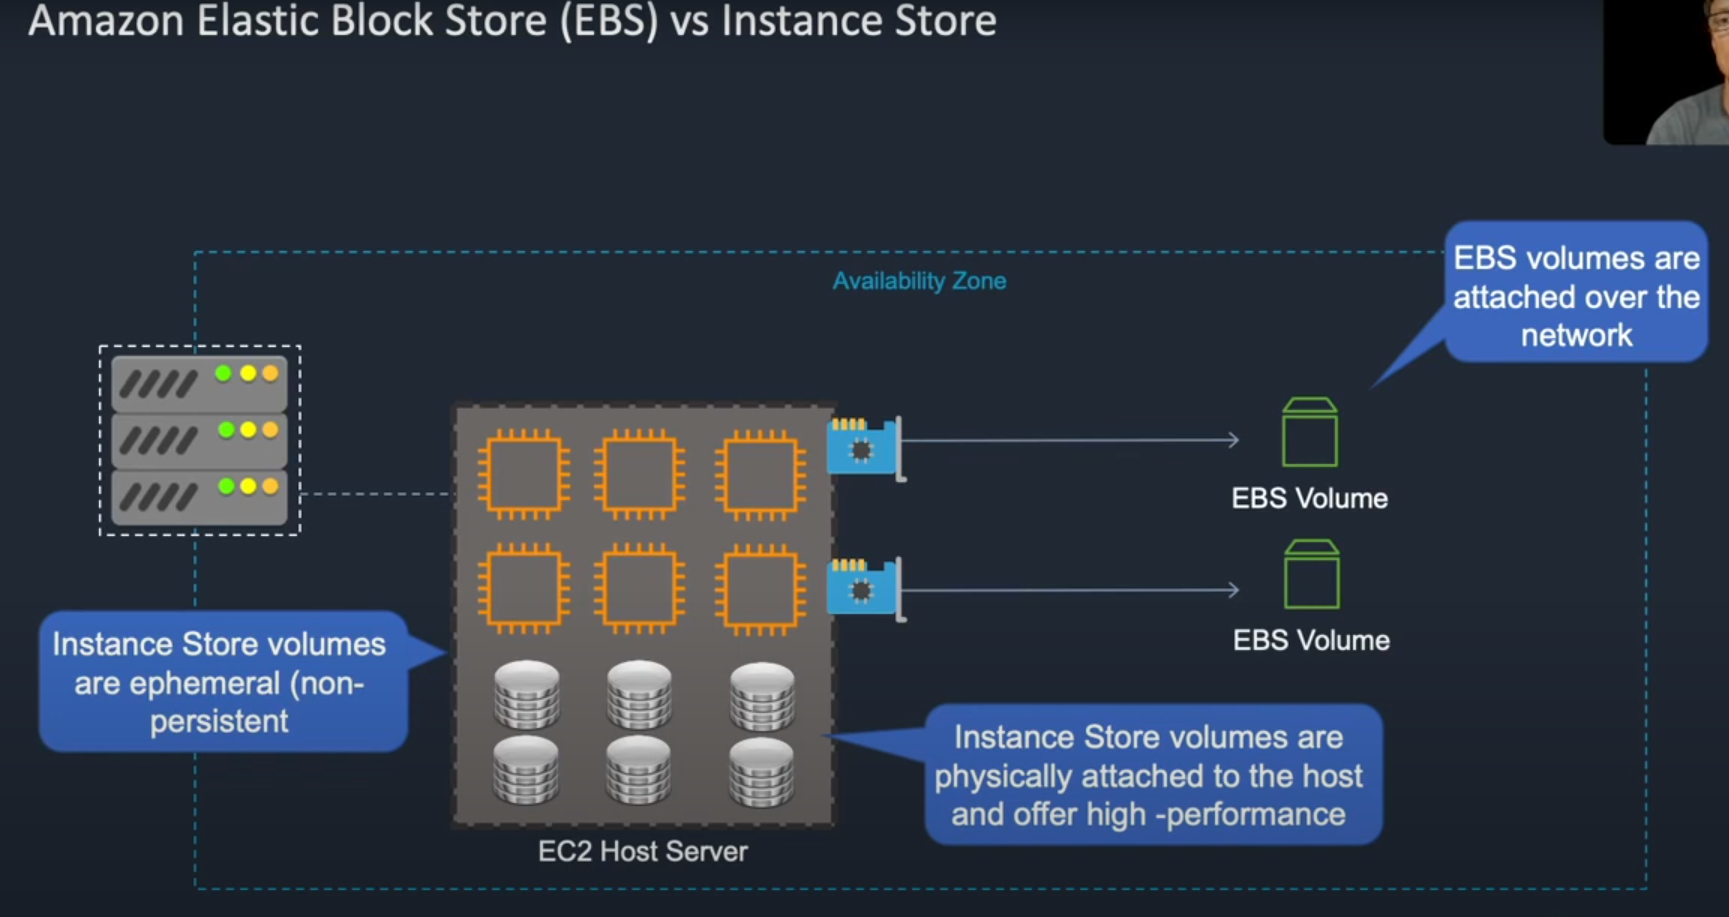 Amazon Elastic Block Store (EBS) vs Instance Store
Availability Zone
EBS volumes are
attached over the
network
EBS Volume
EBS Volume
Instance Store volumes
are ephemeral (non-
persistent
Instance Store volumes are
physically attached to the host
and offer high -performance
EC2 Host Server